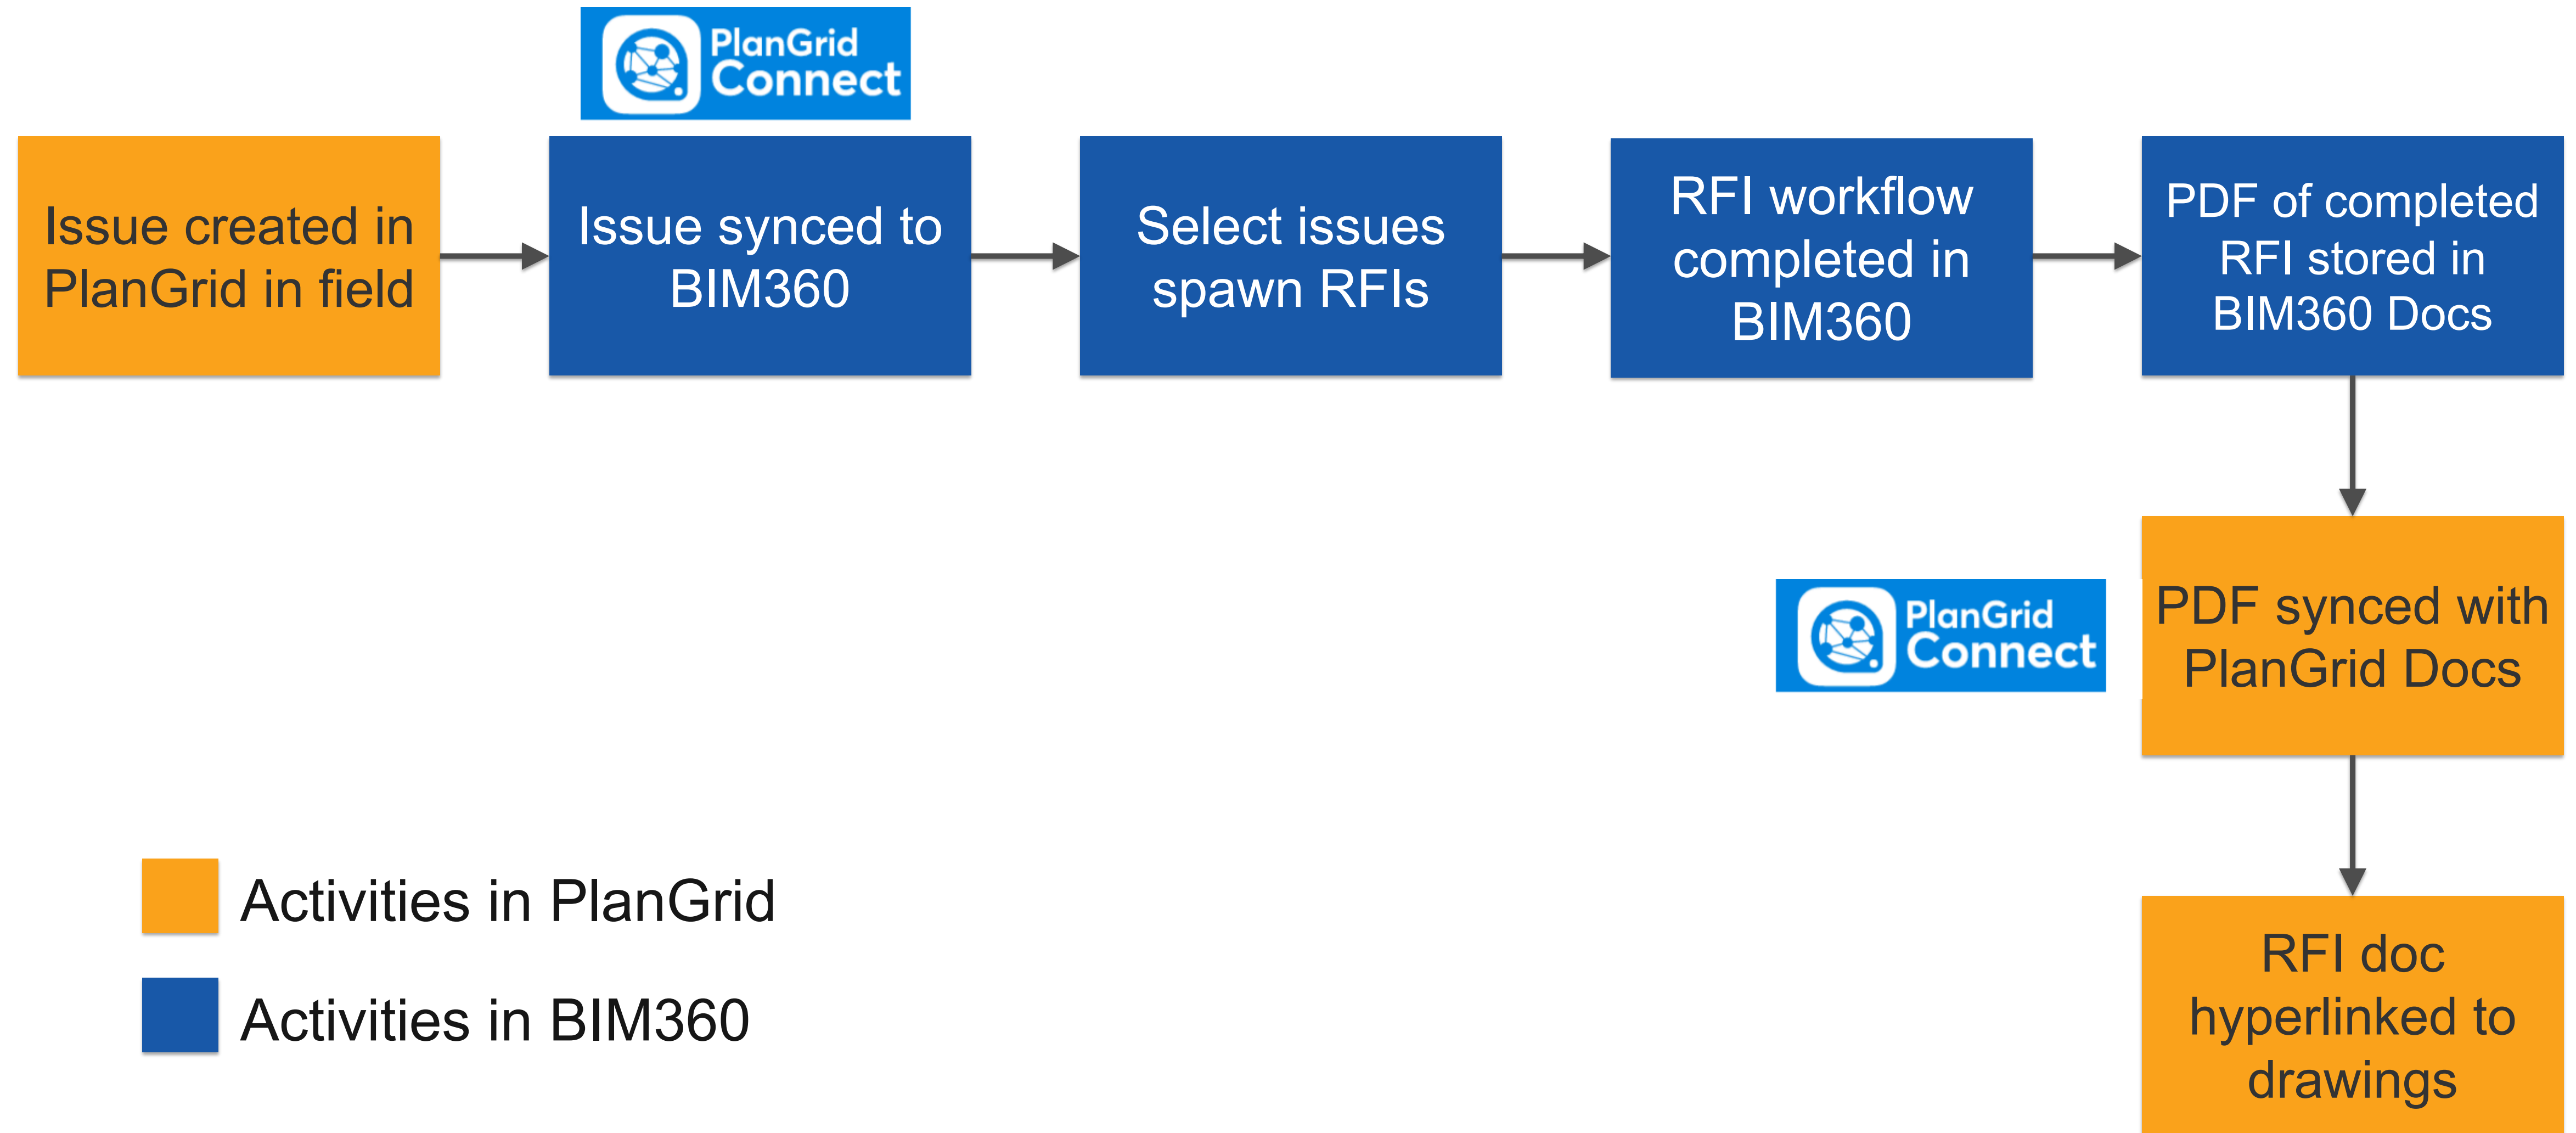 PlanGrid
Connect
Issue created in
PlanGrid in field
Issue synced to
BIM360
Select issues
spawn RFIs
RFI workflow
completed in
BIM360
PDF of completed
RFI stored in
BIM360 Docs
PlanGrid
Connect
PDF synced with
PlanGrid Docs
Activities in PlanGrid
Activities in BIM360
RFI doc
hyperlinked to
drawings